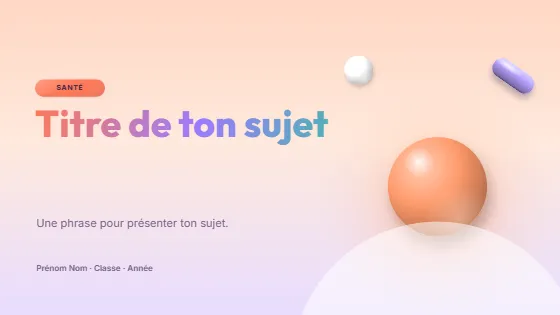 SANTÉ
Titre de ton sujet
Une phrase pour présenter ton sujet.
Prénom Nom · Classe · Année